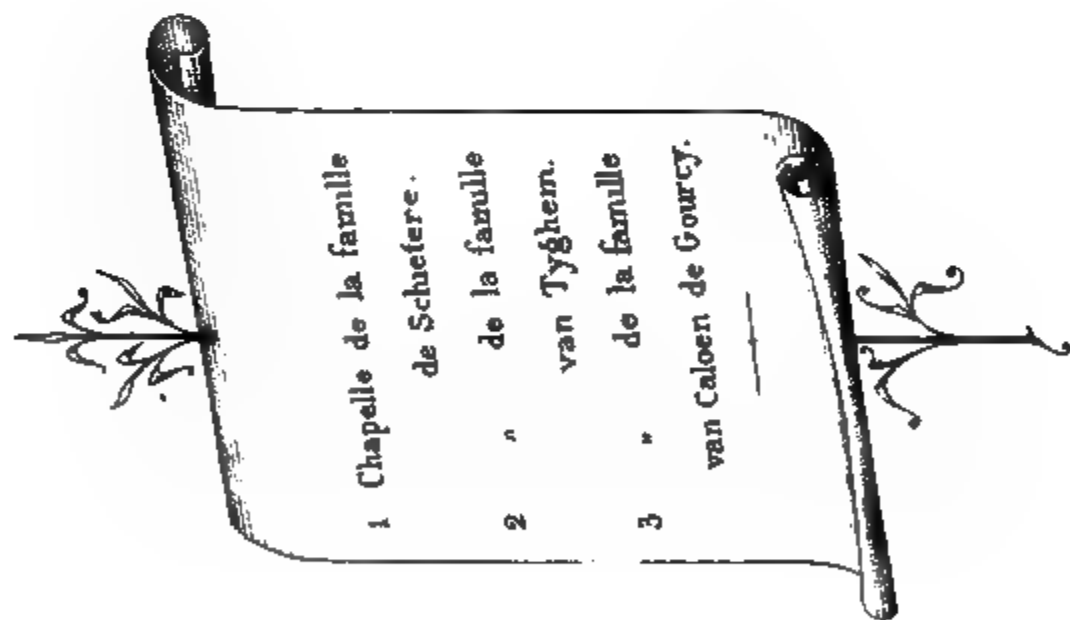 1 Chapelle de la famille
de Schietere.
2 " de la famille
van Tyghem.
3 " de la famille
van Caloen de Gourcy.